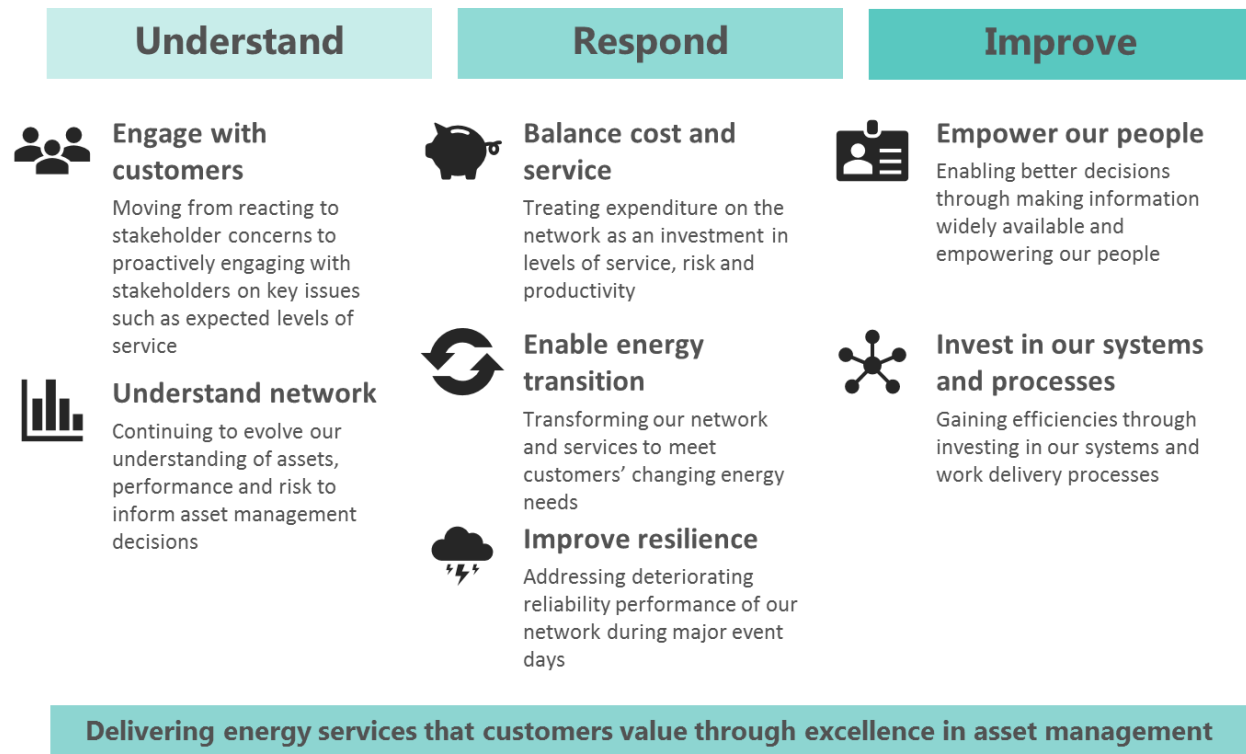 Understand
Engage with
customers
Moving from reacting to
stakeholder concerns to
proactively engaging with
stakeholders on key issues
such as expected levels of
service
Understand network
Continuing to evolve our
understanding of assets,
performance and risk to
inform asset management
decisions
Respond
Balance cost and
service
Treating expenditure on the
network as an investment in
levels of service, risk and
productivity
Enable energy
transition
Transforming our network
and services to meet
customers’ changing energy
needs
Improve resilience
Addressing deteriorating
reliability performance of our
network during major event
days
Improve
Empower our people
Enabling better decisions
through making information
widely available and
empowering our people
Invest in our systems
and processes
Gaining efficiencies through
investing in our systems and
work delivery processes
Delivering energy services that customers value through excellence in asset management